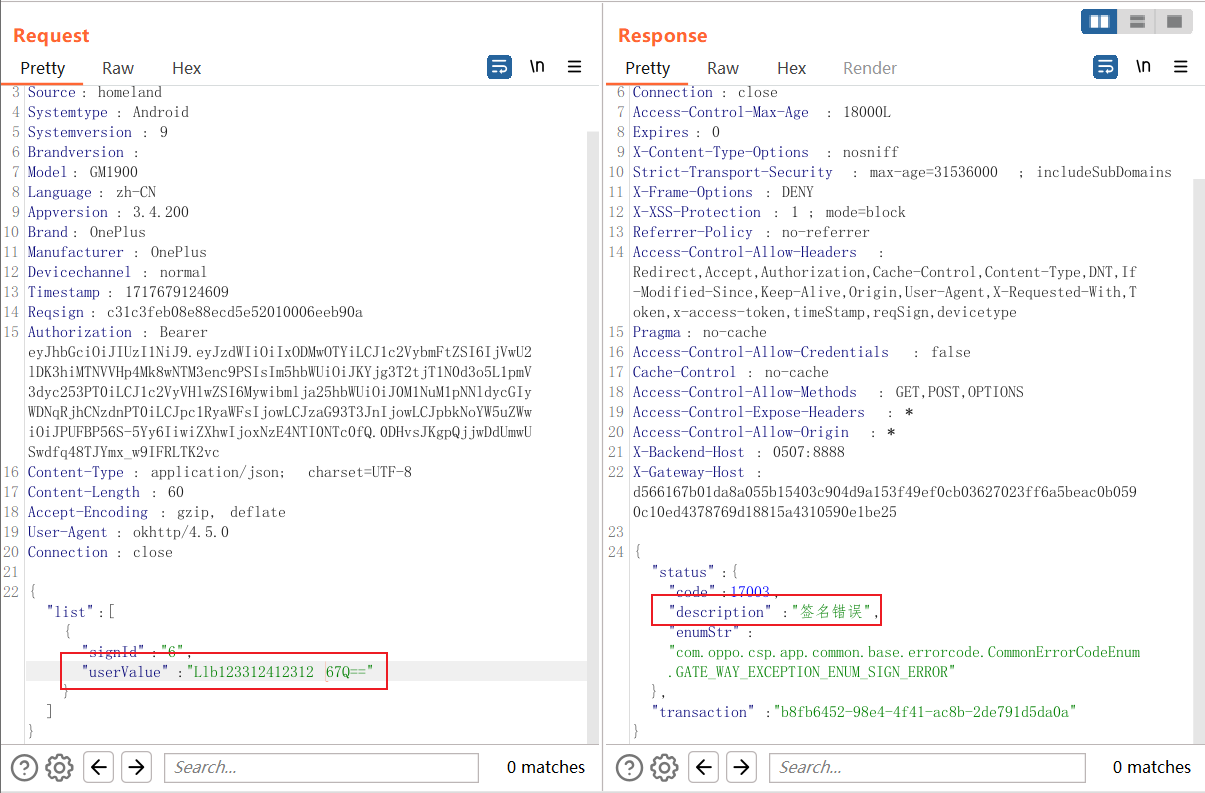 Request
Pretty Raw Hex
\n
3 Source : homeland
4 Systemtype : Android
5 Systemversion : 9
6 Brandversion :
7 Model : GM1900
8 Language : zh-CN
9 Appversion : 3.4.200
10 Brand : OnePlus
11 Manufacturer : OnePlus
12 Devicechannel : normal
13 Timestamp : 1717679124609
14 Reqsign : c31c3feb08e88ecd5e52010006eeb90a
15 Authorization : Bearer
eyJhbGciOiJIUzI1NiJ9.eyJzdWIiOiIxODMwOTYiLCJ1c2VybmFtZSI6IjVwU2
lDK3hiMTNVVHp4Mk8wNTM3enc9PSIsIm5hbWUiOiJKYjg3T2tjT1N0d3o5L1pmV
3dyc253PT0iLCJ1c2VyVHlwZSI6Mywibmlja25hbWUiOiJ0M1NuM1pNNldycGIy
WDNqRjhCNzdnPT0iLCJpc1RyaWFsIjowLCJzaG93T3JnIjowLCJpbkNoYW5uZWw
iOiJPUFBP56S-5Yy6IiwiZXhwIjoxNzE4NTI0NTc0fQ.0DHvsJKgpQjjwDdUmwU
Swdfq48TJYmx_w9IFRLTK2vc
16 Content-Type : application/json; charset=UTF-8
17 Content-Length : 60
18 Accept-Encoding : gzip, deflate
19 User-Agent : okhttp/4.5.0
20 Connection : close
21
22 {
"list" :[
{
"signId" :"6",
"userValue" :"Llb123312412312 67Q=="
}
]
}
Search...
0 matches
Response
Pretty Raw Hex Render
\n
6 Connection : close
7 Access-Control-Max-Age : 18000L
8 Expires : 0
9 X-Content-Type-Options : nosniff
10 Strict-Transport-Security : max-age=31536000 ; includeSubDomains
11 X-Frame-Options : DENY
12 X-XSS-Protection : 1 ; mode=block
13 Referrer-Policy : no-referrer
14 Access-Control-Allow-Headers :
Redirect,Accept,Authorization,Cache-Control,Content-Type,DNT,If
-Modified-Since,Keep-Alive,Origin,User-Agent,X-Requested-With,T
oken,x-access-token,timeStamp,reqSign,devicetype
15 Pragma : no-cache
16 Access-Control-Allow-Credentials : false
17 Cache-Control : no-cache
18 Access-Control-Allow-Methods : GET,POST,OPTIONS
19 Access-Control-Expose-Headers : *
20 Access-Control-Allow-Origin : *
21 X-Backend-Host : 0507:8888
22 X-Gateway-Host :
d566167b01da8a055b15403c904d9a153f49ef0cb03627023ff6a5beac0b059
0c10ed4378769d18815a4310590e1be25
23
24 {
"status" :{
"code" :17003,
"description" :"签名错误",
"enumStr" :
"com.oppo.csp.app.common.base.errorcode.CommonErrorCodeEnum
.GATE_WAY_EXCEPTION_ENUM_SIGN_ERROR"
},
"transaction" :"b8fb6452-98e4-4f41-ac8b-2de791d5da0a"
}
Search...
0 matches